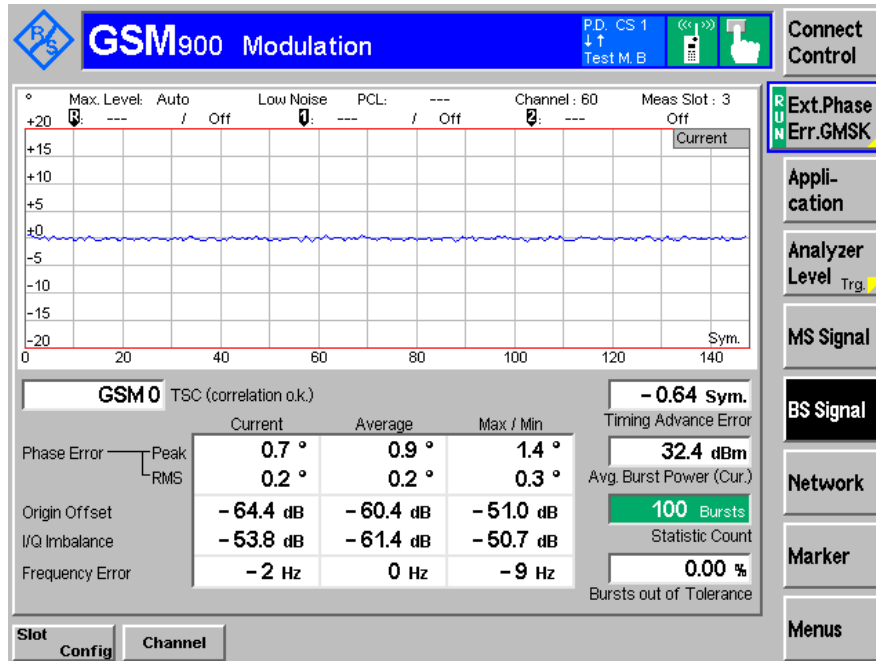 R&S
GSM900 Modulation
P.D. CS 1
↓↑
Test M. B
Connect Control
° Max. Level: Auto Low Noise PCL: --- Channel : 60 Meas Slot : 3
R: --- / Off 1: --- / Off 2: --- Off
Current
+20
+15
+10
+5
±0
−5
−10
−15
−20
Sym.
0 20 40 60 80 100 120 140
GSM 0 TSC (correlation o.k.)
Current Average Max / Min
Phase Error Peak 0.7 ° 0.9 ° 1.4 °
RMS 0.2 ° 0.2 ° 0.3 °
Origin Offset − 64.4 dB − 60.4 dB − 51.0 dB
I/Q Imbalance − 53.8 dB − 61.4 dB − 50.7 dB
Frequency Error − 2 Hz 0 Hz − 9 Hz
− 0.64 Sym.
Timing Advance Error
32.4 dBm
Avg. Burst Power (Cur.)
100 Bursts
Statistic Count
0.00 %
Bursts out of Tolerance
RUN
Ext.Phase
Err.GMSK
Appli-
cation
Analyzer
Level Trg.
MS Signal
BS Signal
Network
Marker
Menus
Slot
Config
Channel